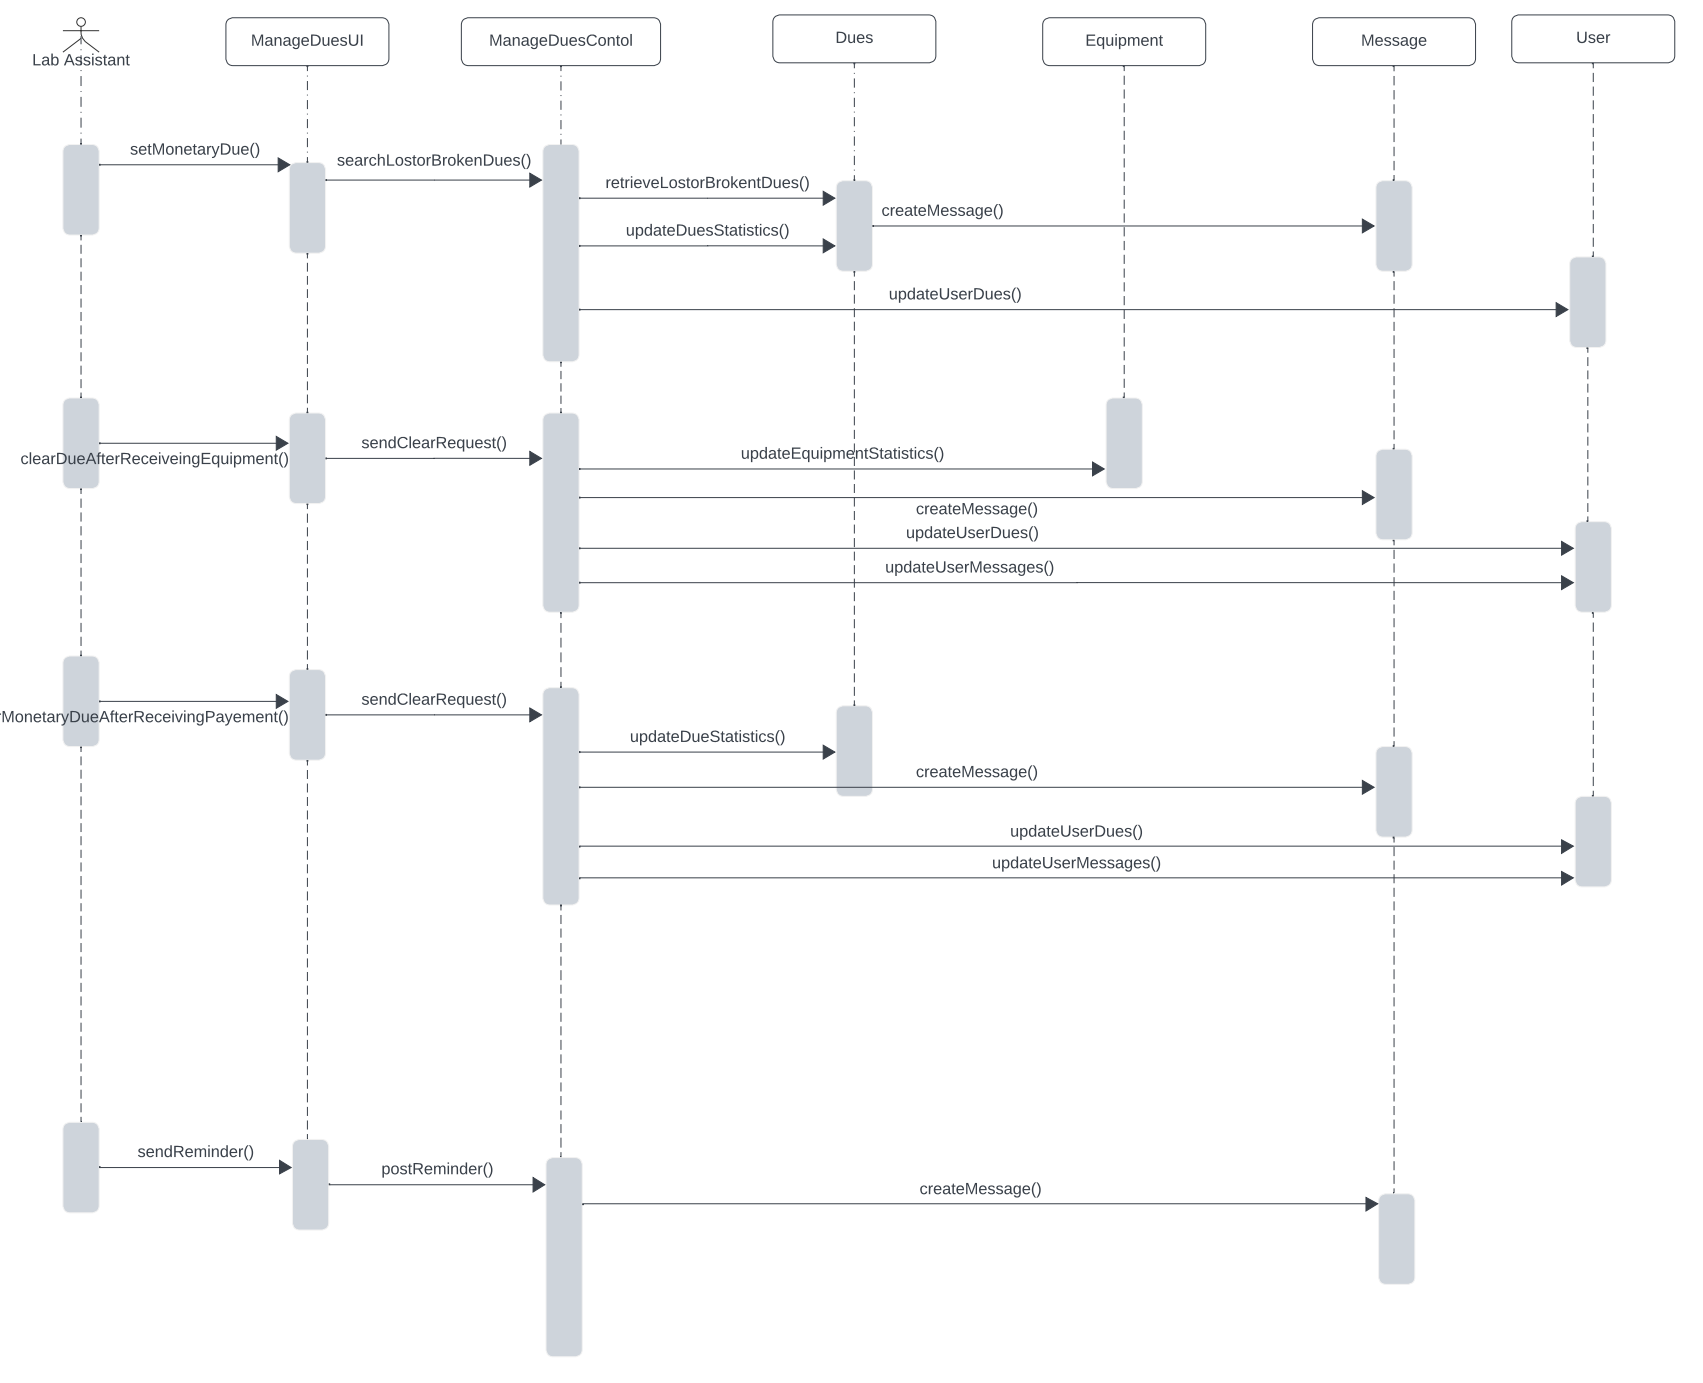 Lab Assistant
ManageDuesUI
ManageDuesContol
Dues
Equipment
Message
User
setMonetaryDue()
searchLostorBrokenDues()
retrieveLostorBrokentDues()
createMessage()
updateDuesStatistics()
updateUserDues()
clearDueAfterReceiveingEquipment()
sendClearRequest()
updateEquipmentStatistics()
createMessage()
updateUserDues()
updateUserMessages()
MonetaryDueAfterReceivingPayement()
sendClearRequest()
updateDueStatistics()
createMessage()
updateUserDues()
updateUserMessages()
sendReminder()
postReminder()
createMessage()